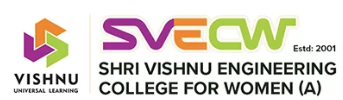 VISHNU
UNIVERSAL LEARNING
SVECW
Estd: 2001
SHRI VISHNU ENGINEERING
COLLEGE FOR WOMEN (A)